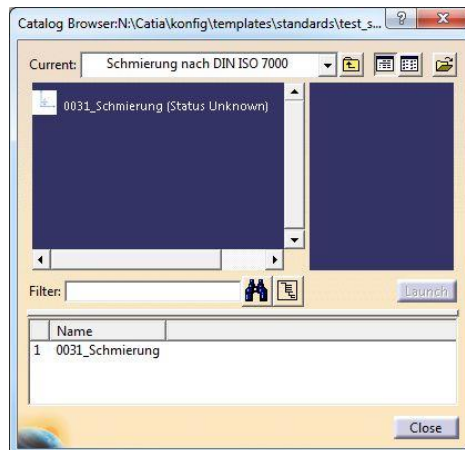 Catalog Browser:N:\Catia\konfig\templates\standards\test_s...
Current: Schmierung nach DIN ISO 7000
0031_Schmierung (Status Unknown)
Filter:
Launch
Name
1 0031_Schmierung
Close